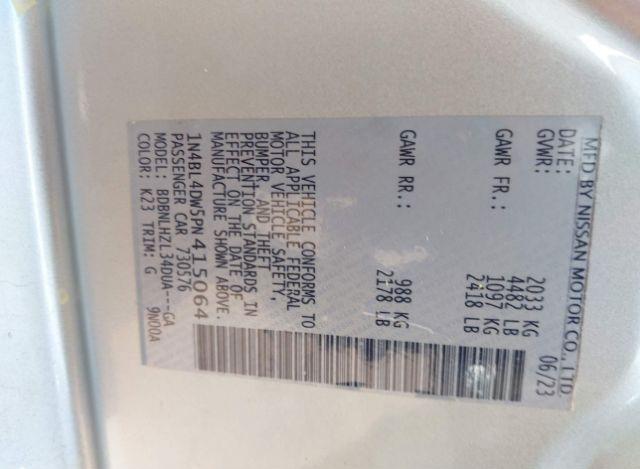 MFD BY NISSAN MOTOR CO., LTD.
DATE: 06/23
GVWR: 2033 KG
4482 LB
GAWR FR.: 1097 KG
2418 LB
GAWR RR.: 988 KG
2178 LB
THIS VEHICLE CONFORMS TO
ALL APPLICABLE FEDERAL
MOTOR VEHICLE SAFETY,
BUMPER, AND THEFT
PREVENTION STANDARDS IN
EFFECT ON THE DATE OF
MANUFACTURE SHOWN ABOVE.
1N4BL4DW5PN415064
PASSENGER CAR 730576
MODEL: BDBNLHZL34DUA---GA
COLOR: K23 TRIM: G 9N00A